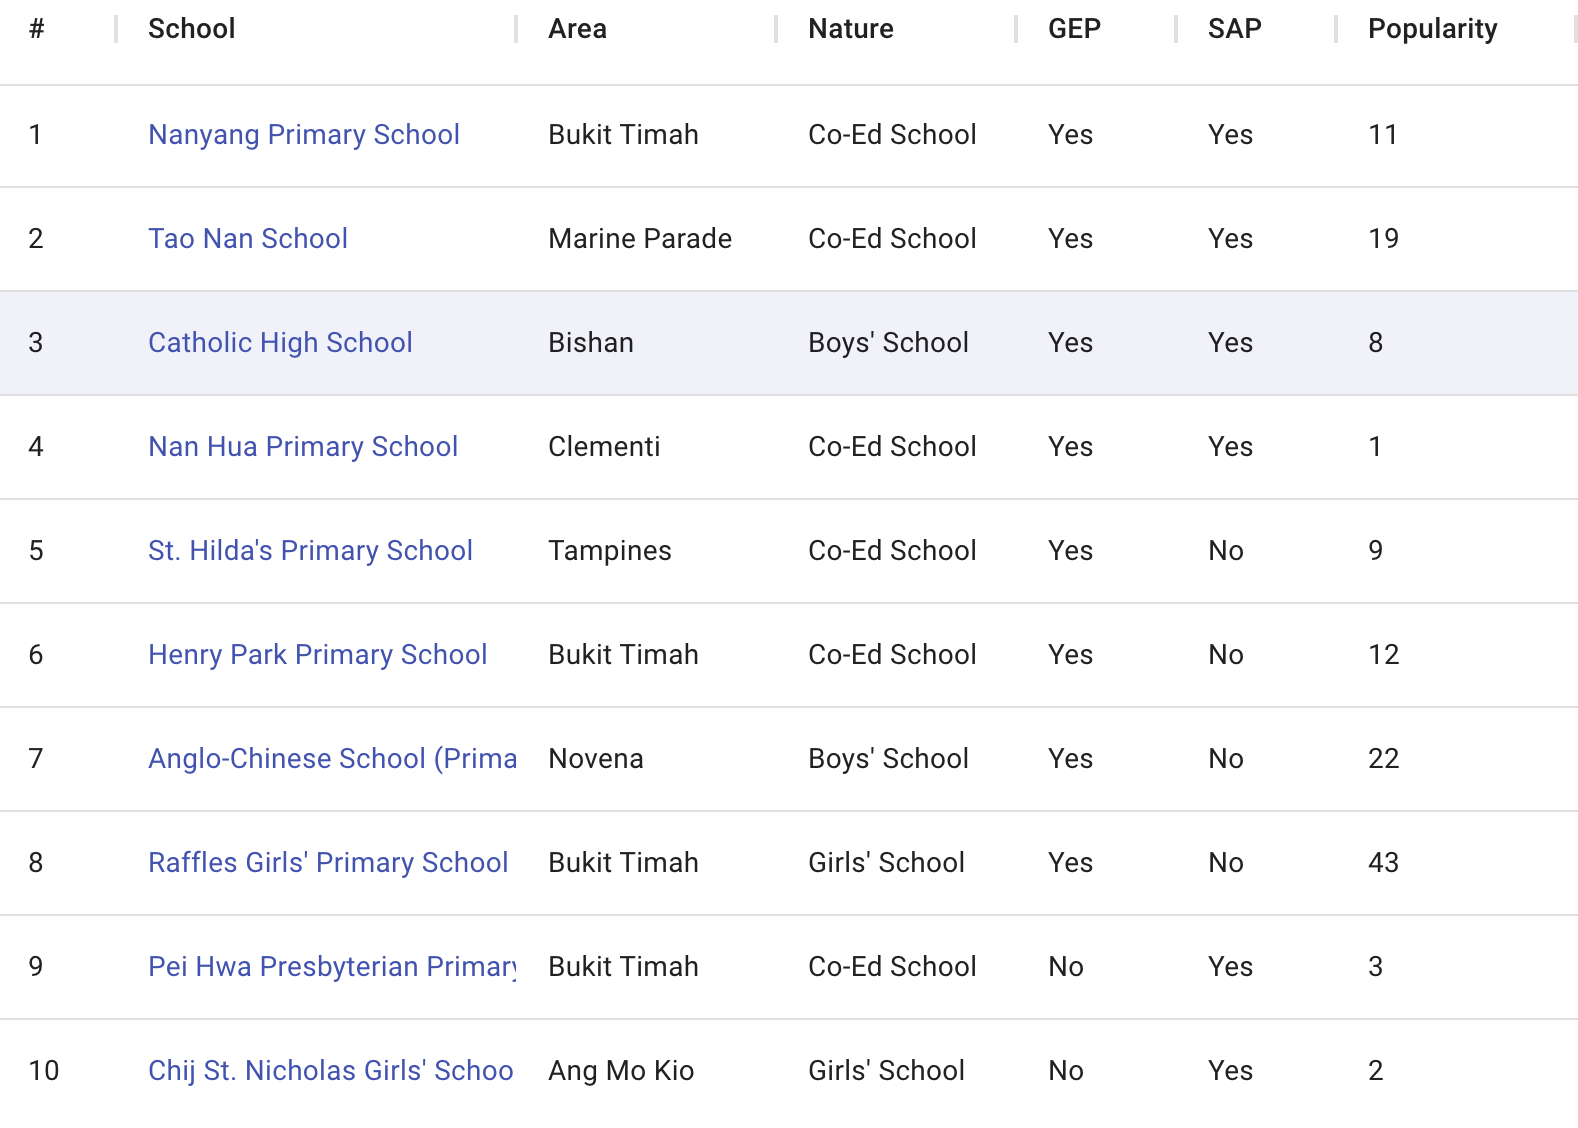 # School Area Nature GEP SAP Popularity
1 Nanyang Primary School Bukit Timah Co-Ed School Yes Yes 11
2 Tao Nan School Marine Parade Co-Ed School Yes Yes 19
3 Catholic High School Bishan Boys' School Yes Yes 8
4 Nan Hua Primary School Clementi Co-Ed School Yes Yes 1
5 St. Hilda's Primary School Tampines Co-Ed School Yes No 9
6 Henry Park Primary School Bukit Timah Co-Ed School Yes No 12
7 Anglo-Chinese School (Prima Novena Boys' School Yes No 22
8 Raffles Girls' Primary School Bukit Timah Girls' School Yes No 43
9 Pei Hwa Presbyterian Primary Bukit Timah Co-Ed School No Yes 3
10 Chij St. Nicholas Girls' Schoo Ang Mo Kio Girls' School No Yes 2